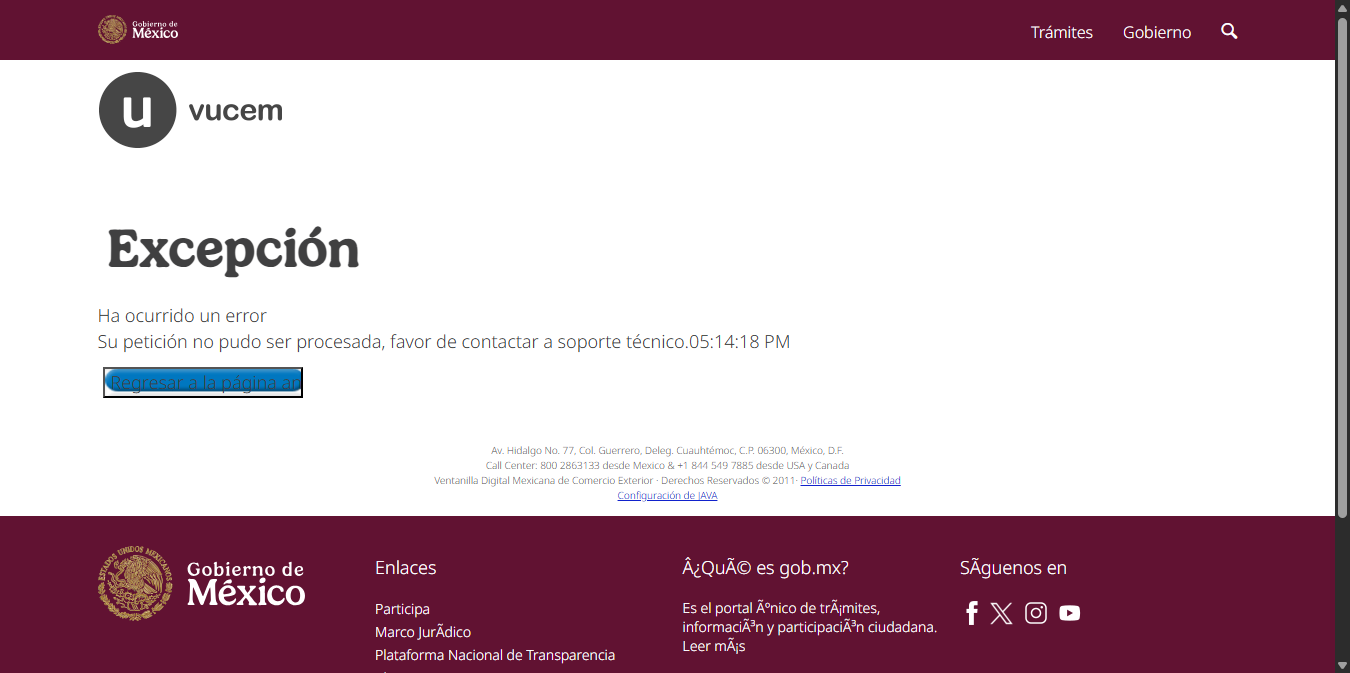 Gobierno de
México
Trámites
Gobierno
u vucem
Excepción
Ha ocurrido un error
Su petición no pudo ser procesada, favor de contactar a soporte técnico.05:14:18 PM
Regresar a la página an
Av. Hidalgo No. 77, Col. Guerrero, Deleg. Cuauhtémoc, C.P. 06300, México, D.F.
Call Center: 800 2863133 desde Mexico & +1 844 549 7885 desde USA y Canada
Ventanilla Digital Mexicana de Comercio Exterior · Derechos Reservados © 2011· Políticas de Privacidad
Configuración de JAVA
ESTADOS UNIDOS MEXICANOS
Gobierno de
México
Enlaces
Participa
Marco JurÃdico
Plataforma Nacional de Transparencia
Â¿QuÃ© es gob.mx?
Es el portal Ãºnico de trÃ¡mites,
informaciÃ³n y participaciÃ³n ciudadana.
Leer mÃ¡s
SÃguenos en